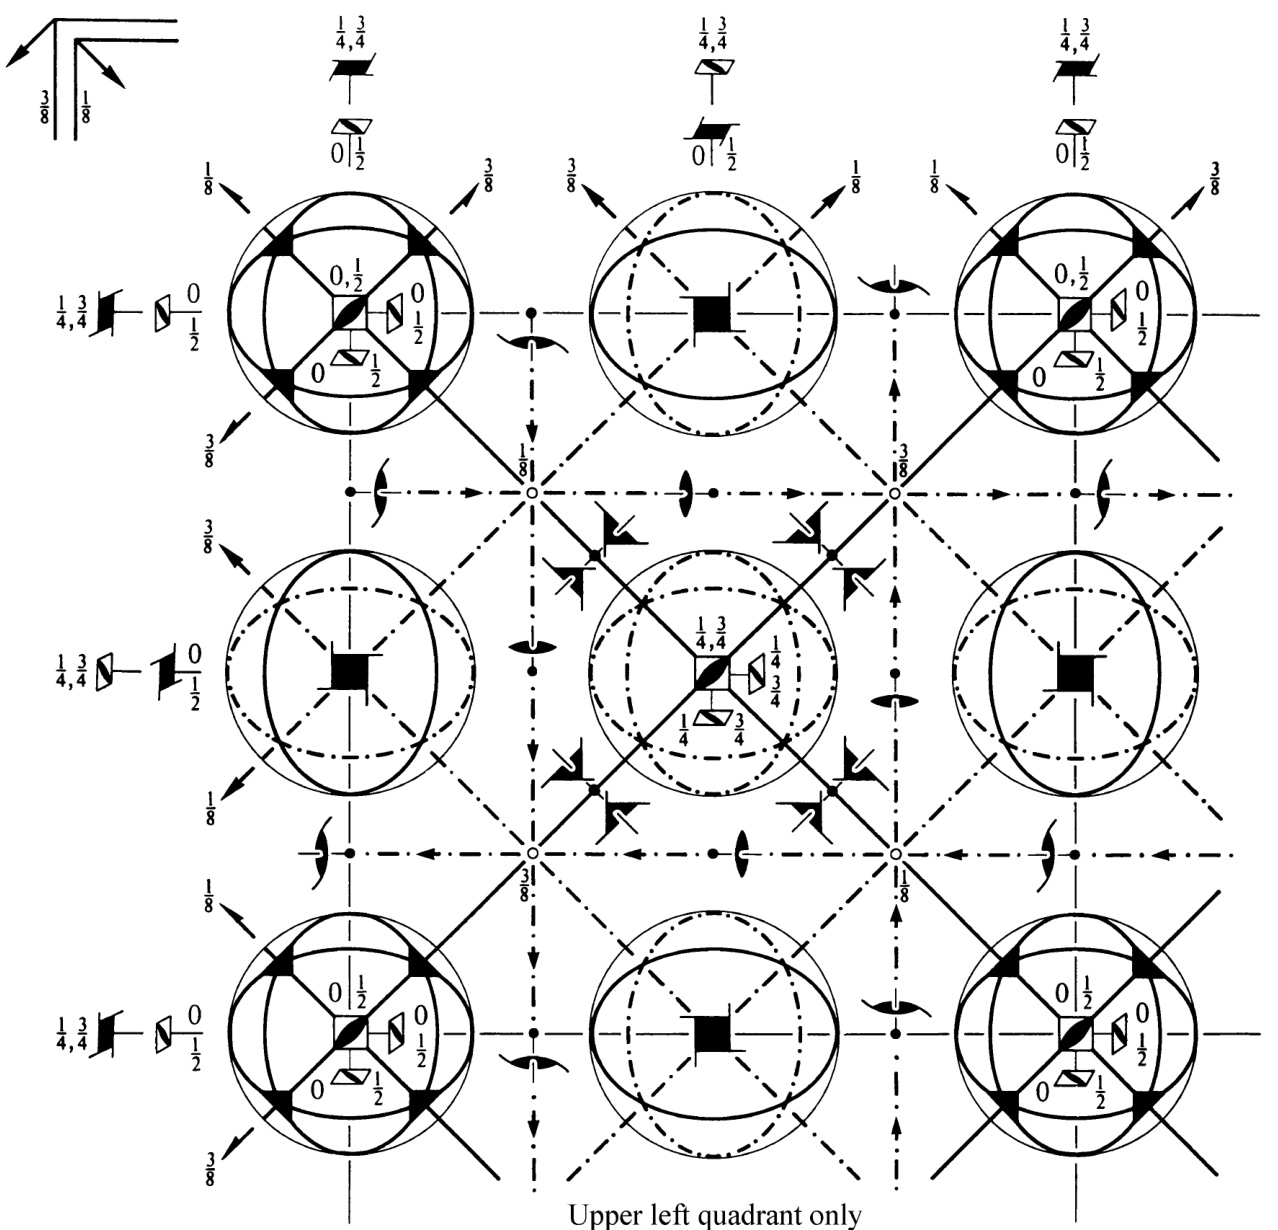 1/4, 3/4 1/4, 3/4 1/4, 3/4
3/8 1/8
0 1/2 0 1/2 0 1/2
1/8 3/8 3/8 1/8 1/8 3/8
0, 1/2 0, 1/2
1/4, 3/4 0 1/2 0 1/2 0 1/2
0 1/2 0 1/2
3/8 1/8 3/8
3/8
1/4, 3/4 0 1/2 1/4, 3/4 1/4 3/4
1/4 3/4
1/8
1/8 3/8 1/8
0 1/2 0 1/2
1/4, 3/4 0 1/2 0 1/2 0 1/2
0 1/2 0 1/2
3/8
Upper left quadrant only